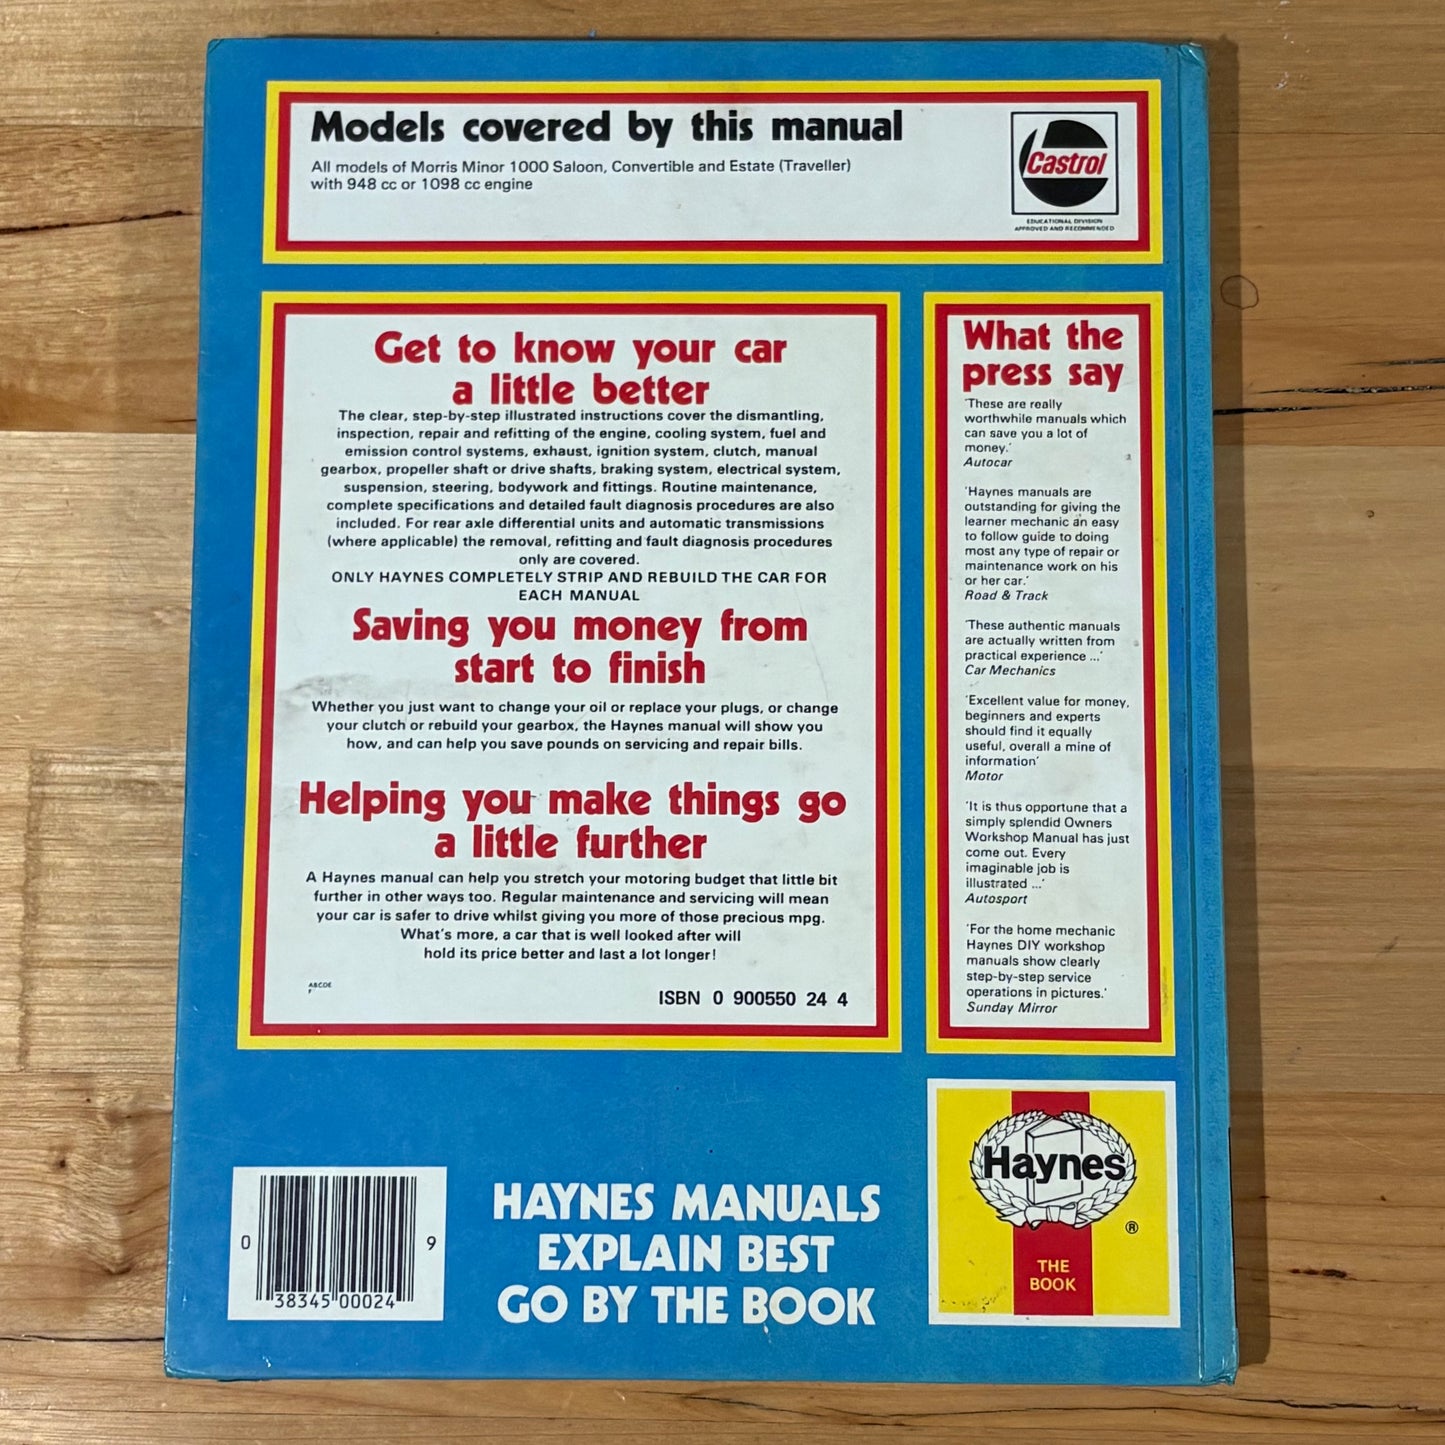 Models covered by this manual
All models of Morris Minor 1000 Saloon, Convertible and Estate (Traveller)
with 948 cc or 1098 cc engine
Castrol
EDUCATIONAL DIVISION
APPROVED AND RECOMMENDED
Get to know your car
a little better
The clear, step-by-step illustrated instructions cover the dismantling,
inspection, repair and refitting of the engine, cooling system, fuel and
emission control systems, exhaust, ignition system, clutch, manual
gearbox, propeller shaft or drive shafts, braking system, electrical system,
suspension, steering, bodywork and fittings. Routine maintenance,
complete specifications and detailed fault diagnosis procedures are also
included. For rear axle differential units and automatic transmissions
(where applicable) the removal, refitting and fault diagnosis procedures
only are covered.
ONLY HAYNES COMPLETELY STRIP AND REBUILD THE CAR FOR
EACH MANUAL
Saving you money from
start to finish
Whether you just want to change your oil or replace your plugs, or change
your clutch or rebuild your gearbox, the Haynes manual will show you
how, and can help you save pounds on servicing and repair bills.
Helping you make things go
a little further
A Haynes manual can help you stretch your motoring budget that little bit
further in other ways too. Regular maintenance and servicing will mean
your car is safer to drive whilst giving you more of those precious mpg.
What's more, a car that is well looked after will
hold its price better and last a lot longer!
ABCDE
F
ISBN 0 900550 24 4
What the
press say
'These are really
worthwhile manuals which
can save you a lot of
money.'
Autocar
'Haynes manuals are
outstanding for giving the
learner mechanic an easy
to follow guide to doing
most any type of repair or
maintenance work on his
or her car.'
Road & Track
'These authentic manuals
are actually written from
practical experience ...'
Car Mechanics
'Excellent value for money,
beginners and experts
should find it equally
useful, overall a mine of
information'
Motor
'It is thus opportune that a
simply splendid Owners
Workshop Manual has just
come out. Every
imaginable job is
illustrated ...'
Autosport
'For the home mechanic
Haynes DIY workshop
manuals show clearly
step-by-step service
operations in pictures.'
Sunday Mirror
0 38345 00024 9
HAYNES MANUALS
EXPLAIN BEST
GO BY THE BOOK
Haynes
®
THE
BOOK